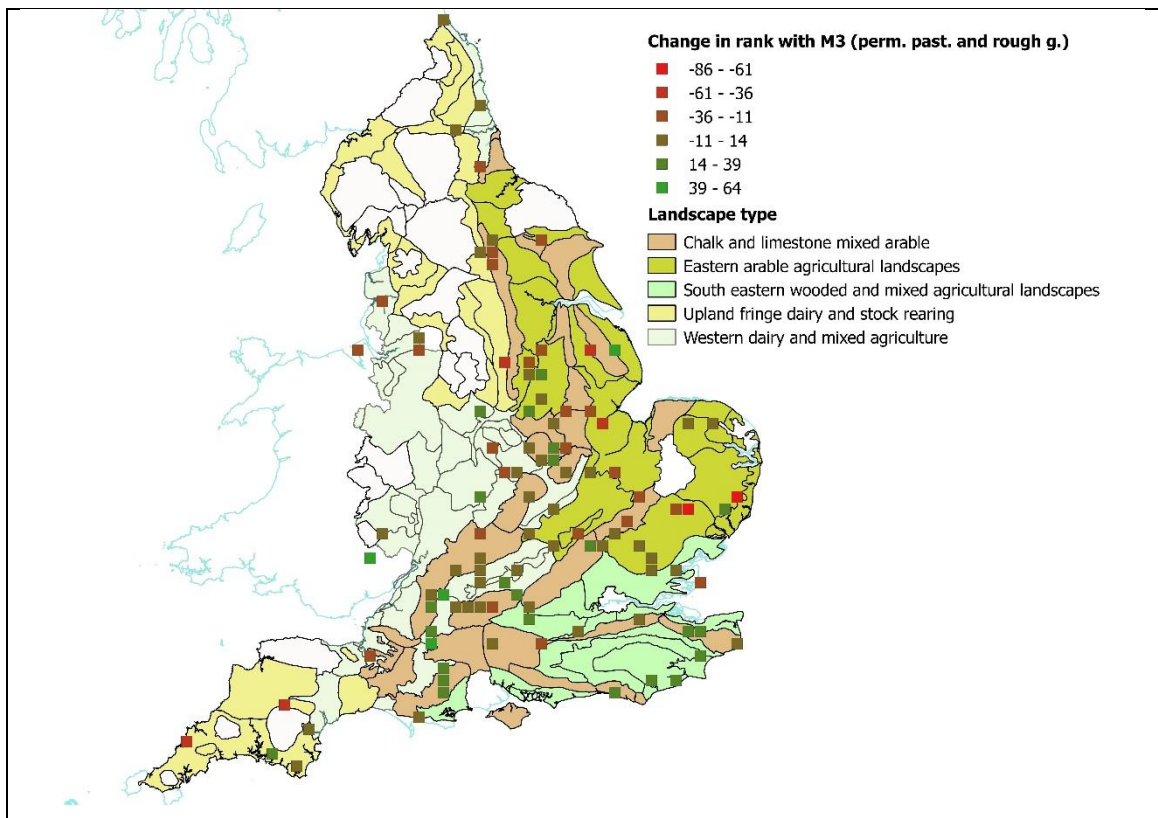 Change in rank with M3 (perm. past. and rough g.)
-86 - -61
-61 - -36
-36 - -11
-11 - 14
14 - 39
39 - 64
Landscape type
Chalk and limestone mixed arable
Eastern arable agricultural landscapes
South eastern wooded and mixed agricultural landscapes
Upland fringe dairy and stock rearing
Western dairy and mixed agriculture